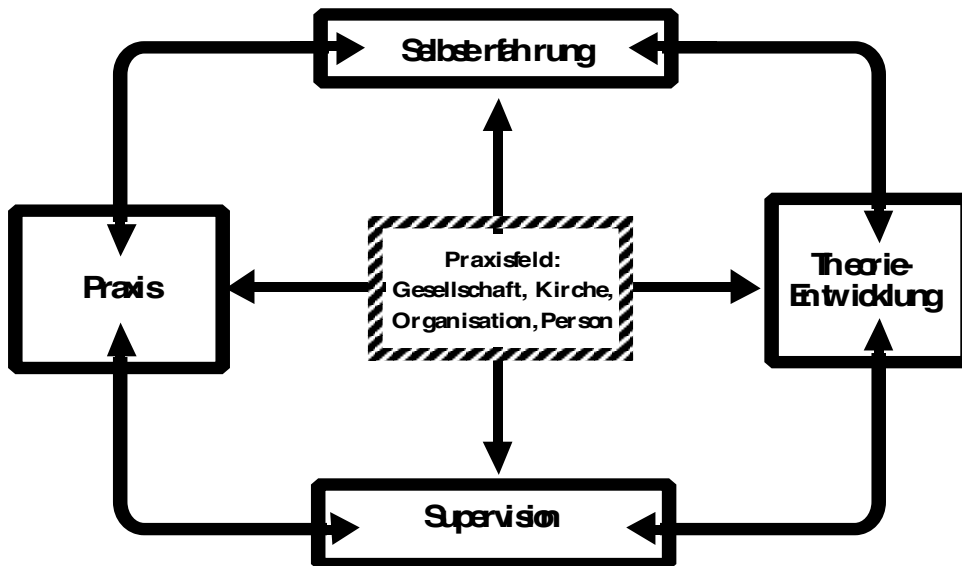 Selbsterfahrung
Praxis
Praxisfeld:
Gesellschaft, Kirche,
Organisation, Person
Theorie-
Entwicklung
Supervision